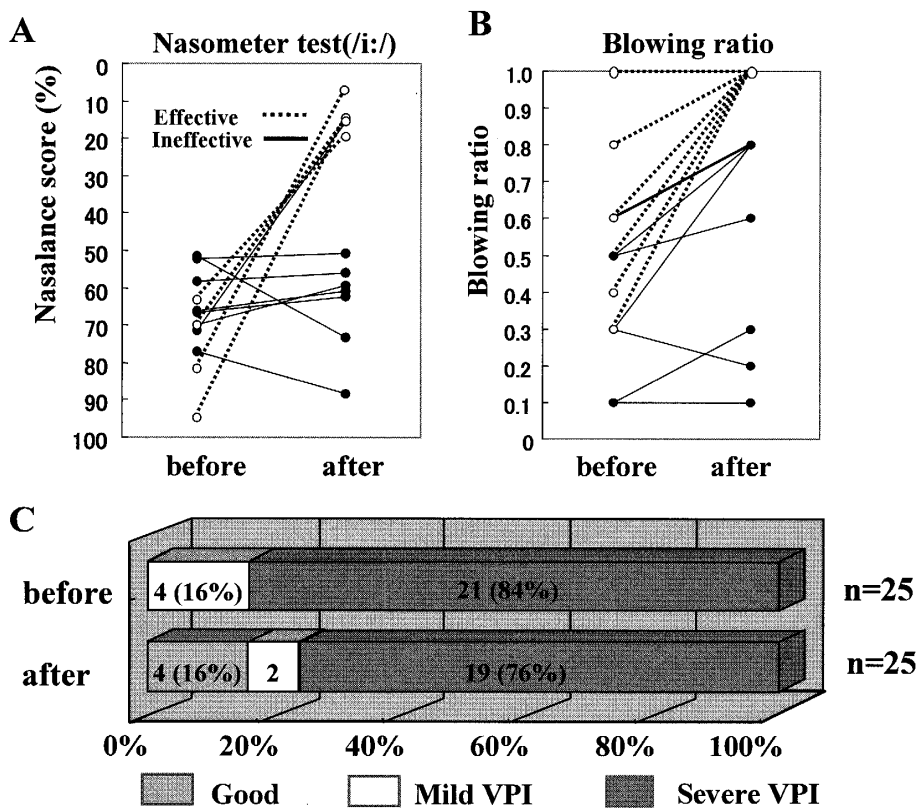 A
Nasometer test(/i:/)
Nasalance score (%)
0
10
20
30
40
50
60
70
80
90
100
Effective
Ineffective
before after
B
Blowing ratio
Blowing ratio
1.0
0.9
0.8
0.7
0.6
0.5
0.4
0.3
0.2
0.1
0
before after
C
before 4 (16%) 21 (84%) n=25
after 4 (16%) 2 19 (76%) n=25
0% 20% 40% 60% 80% 100%
Good Mild VPI Severe VPI